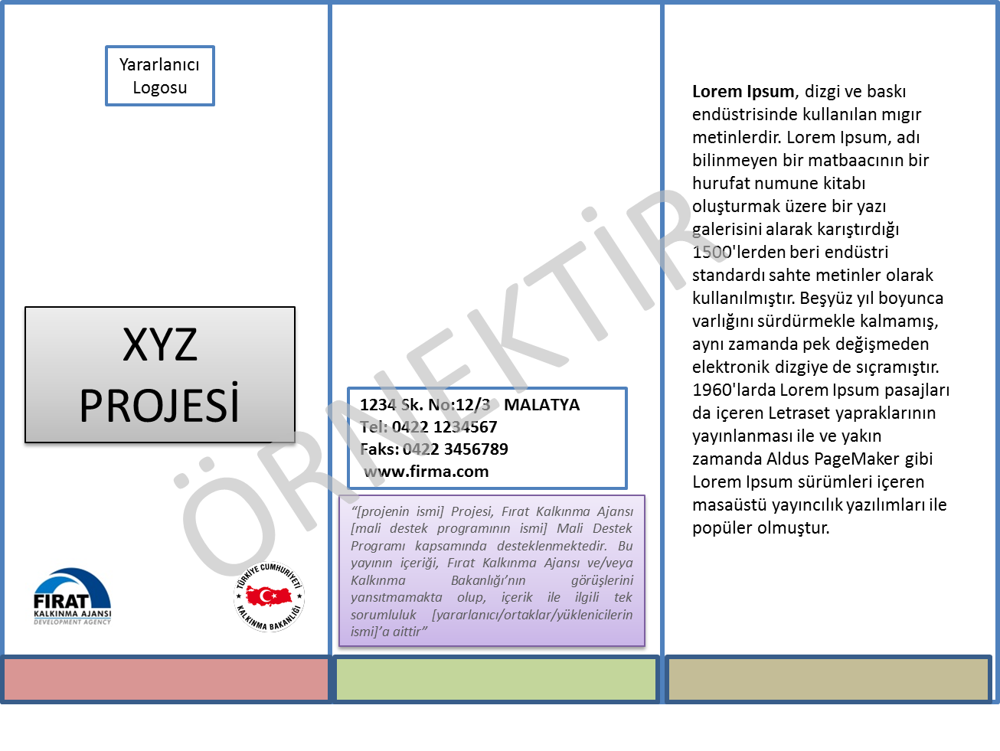 Yararlanıcı
Logosu
XYZ
PROJESİ
FIRAT
KALKINMA AJANSI
DEVELOPMENT AGENCY
TÜRKİYE CUMHURİYETİ
KALKINMA BAKANLIĞI
ÖRNEKTİR
1234 Sk. No:12/3 MALATYA
Tel: 0422 1234567
Faks: 0422 3456789
www.firma.com
“[projenin ismi] Projesi, Fırat Kalkınma Ajansı
[mali destek programının ismi] Mali Destek
Programı kapsamında desteklenmektedir. Bu
yayının içeriği, Fırat Kalkınma Ajansı ve/veya
Kalkınma Bakanlığı’nın görüşlerini
yansıtmamakta olup, içerik ile ilgili tek
sorumluluk [yararlanıcı/ortaklar/yüklenicilerin
ismi]’a aittir”
Lorem Ipsum, dizgi ve baskı
endüstrisinde kullanılan mıgır
metinlerdir. Lorem Ipsum, adı
bilinmeyen bir matbaacının bir
hurufat numune kitabı
oluşturmak üzere bir yazı
galerisini alarak karıştırdığı
1500'lerden beri endüstri
standardı sahte metinler olarak
kullanılmıştır. Beşyüz yıl boyunca
varlığını sürdürmekle kalmamış,
aynı zamanda pek değişmeden
elektronik dizgiye de sıçramıştır.
1960'larda Lorem Ipsum pasajları
da içeren Letraset yapraklarının
yayınlanması ile ve yakın
zamanda Aldus PageMaker gibi
Lorem Ipsum sürümleri içeren
masaüstü yayıncılık yazılımları ile
popüler olmuştur.